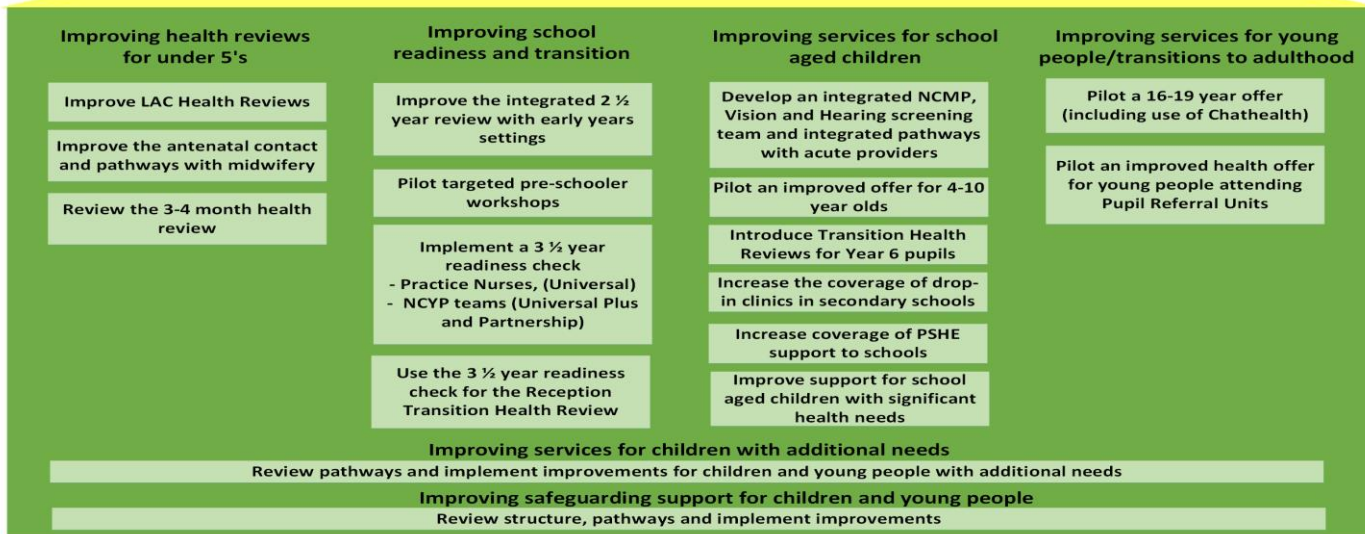 Improving health reviews
for under 5's
Improve LAC Health Reviews
Improve the antenatal contact
and pathways with midwifery
Review the 3-4 month health
review
Improving school
readiness and transition
Improve the integrated 2 ½
year review with early years
settings
Pilot targeted pre-schooler
workshops
Implement a 3 ½ year
readiness check
- Practice Nurses, (Universal)
- NCYP teams (Universal Plus
and Partnership)
Use the 3 ½ year readiness
check for the Reception
Transition Health Review
Improving services for school
aged children
Develop an integrated NCMP,
Vision and Hearing screening
team and integrated pathways
with acute providers
Pilot an improved offer for 4-10
year olds
Introduce Transition Health
Reviews for Year 6 pupils
Increase the coverage of drop-
in clinics in secondary schools
Increase coverage of PSHE
support to schools
Improve support for school
aged children with significant
health needs
Improving services for young
people/transitions to adulthood
Pilot a 16-19 year offer
(including use of Chathealth)
Pilot an improved health offer
for young people attending
Pupil Referral Units
Improving services for children with additional needs
Review pathways and implement improvements for children and young people with additional needs
Improving safeguarding support for children and young people
Review structure, pathways and implement improvements